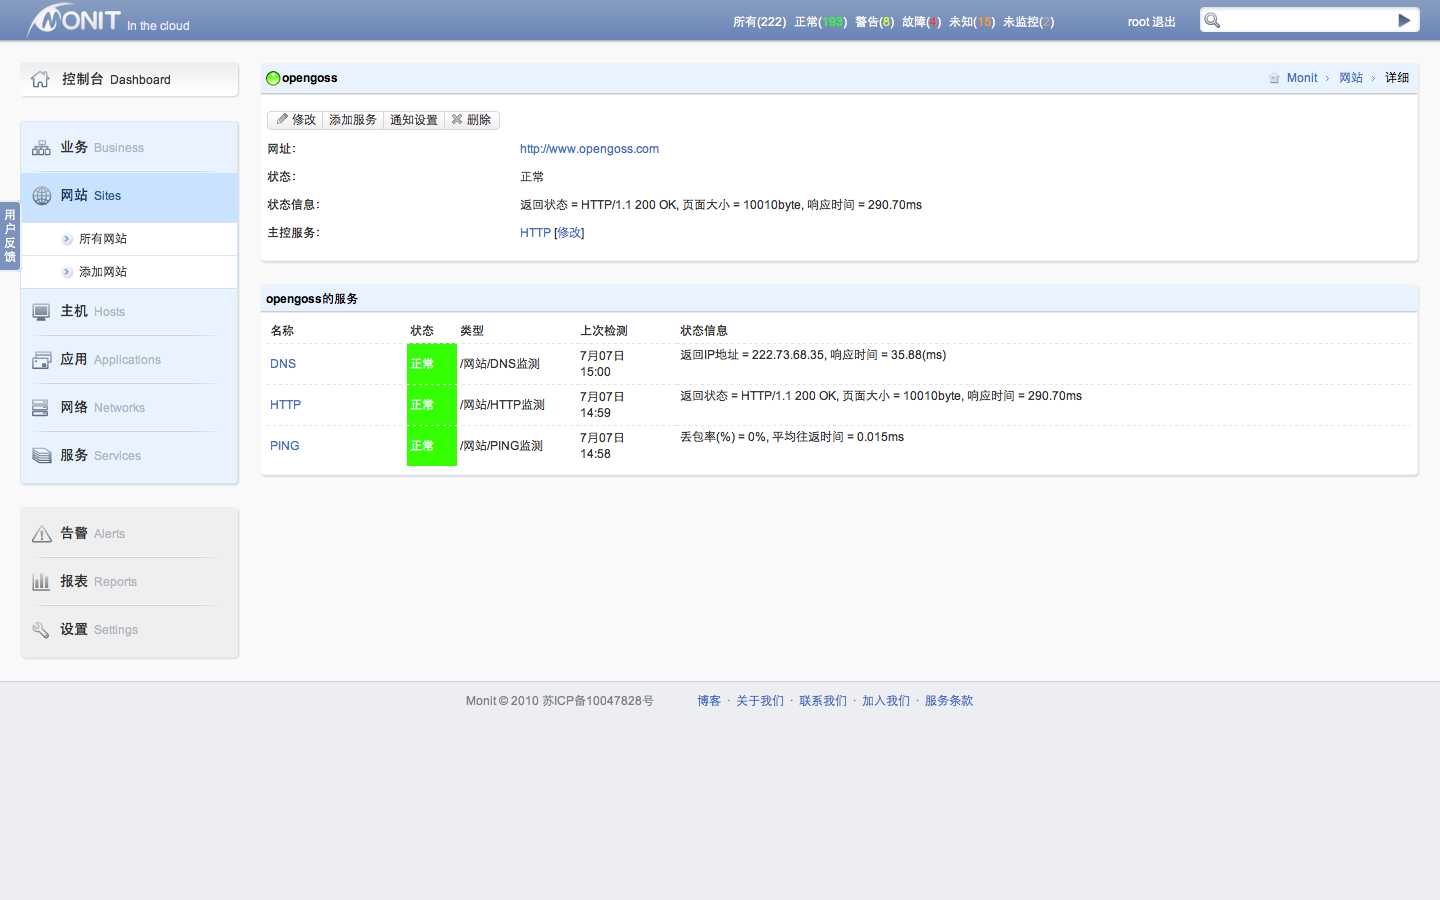 MONIT In the cloud
所有(222) 正常(193) 警告(8) 故障(4) 未知(15) 未监控(2)
root 退出
控制台 Dashboard
业务 Business
网站 Sites
所有网站
添加网站
主机 Hosts
应用 Applications
网络 Networks
服务 Services
告警 Alerts
报表 Reports
设置 Settings
用户反馈
opengoss
Monit › 网站 › 详细
修改 添加服务 通知设置 删除
网址: http://www.opengoss.com
状态: 正常
状态信息: 返回状态 = HTTP/1.1 200 OK, 页面大小 = 10010byte, 响应时间 = 290.70ms
主控服务: HTTP [修改]
opengoss的服务
名称 状态 类型 上次检测 状态信息
DNS 正常 /网站/DNS监测 7月07日 15:00 返回IP地址 = 222.73.68.35, 响应时间 = 35.88(ms)
HTTP 正常 /网站/HTTP监测 7月07日 14:59 返回状态 = HTTP/1.1 200 OK, 页面大小 = 10010byte, 响应时间 = 290.70ms
PING 正常 /网站/PING监测 7月07日 14:58 丢包率(%) = 0%, 平均往返时间 = 0.015ms
Monit © 2010 苏ICP备10047828号 博客 · 关于我们 · 联系我们 · 加入我们 · 服务条款